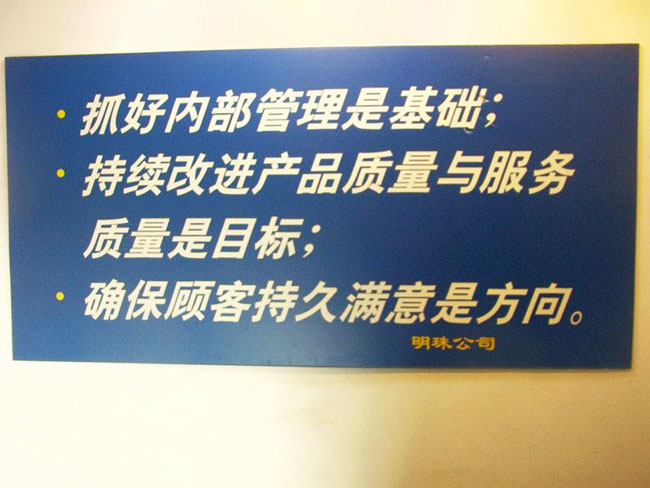 ·抓好内部管理是基础；
·持续改进产品质量与服务
质量是目标；
·确保顾客持久满意是方向。
明珠公司